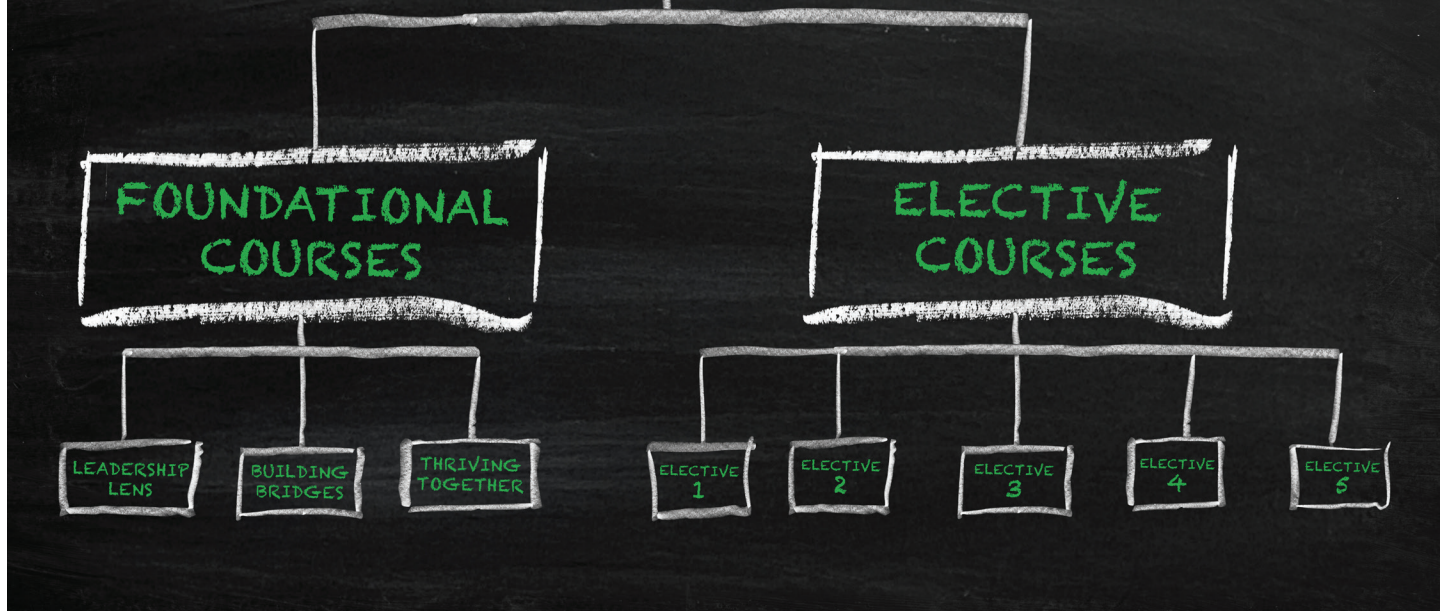 FOUNDATIONAL
COURSES
ELECTIVE
COURSES
LEADERSHIP
LENS
BUILDING
BRIDGES
THRIVING
TOGETHER
ELECTIVE
1
ELECTIVE
2
ELECTIVE
3
ELECTIVE
4
ELECTIVE
5